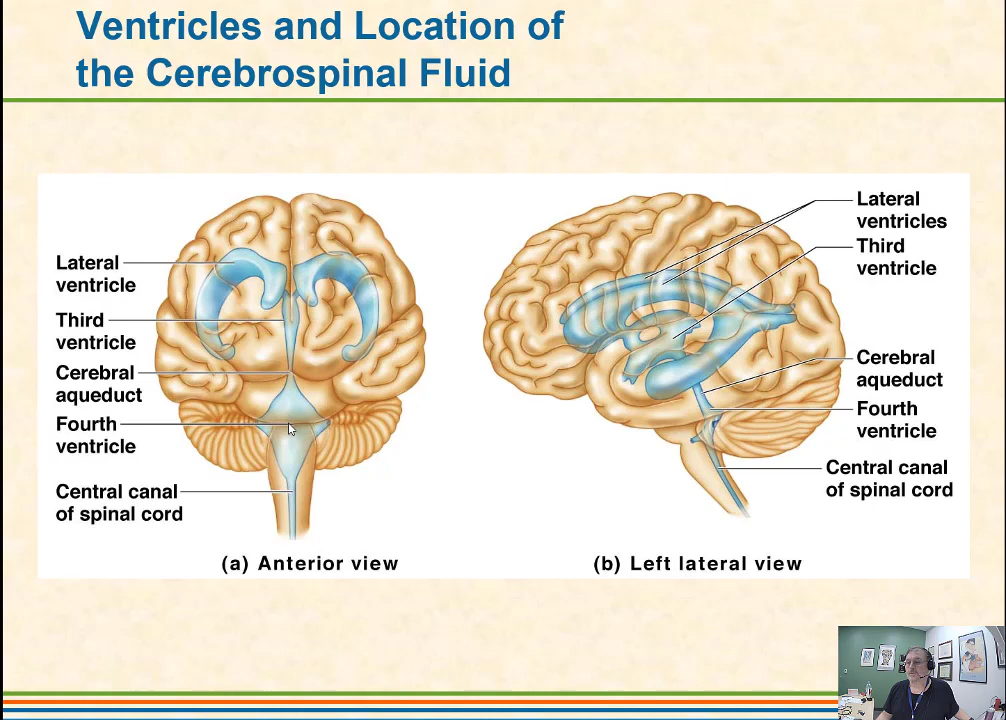 Ventricles and Location of
the Cerebrospinal Fluid
Lateral
ventricle
Third
ventricle
Cerebral
aqueduct
Fourth
ventricle
Central canal
of spinal cord
(a) Anterior view
Lateral
ventricles
Third
ventricle
Cerebral
aqueduct
Fourth
ventricle
Central canal
of spinal cord
(b) Left lateral view